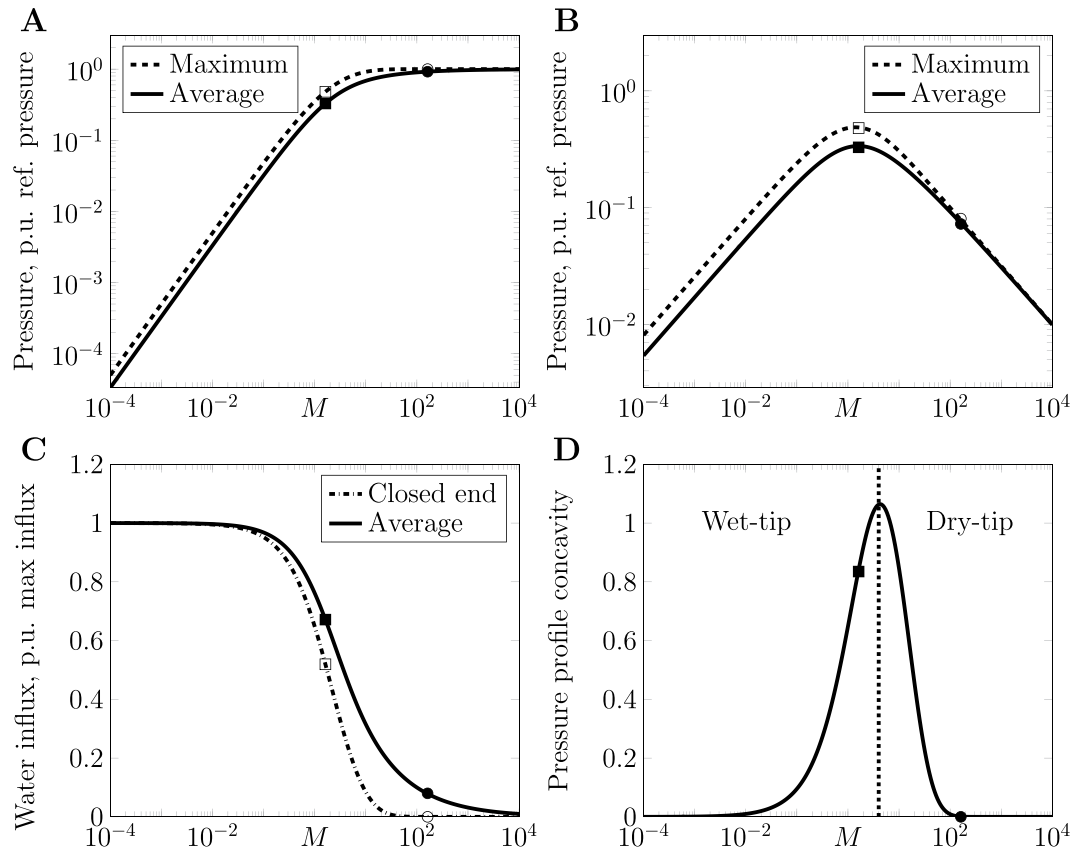 A
Pressure, p.u. ref. pressure
Maximum
Average
10^0
10^-1
10^-2
10^-3
10^-4
10^-4 10^-2 M 10^2 10^4
B
Pressure, p.u. ref. pressure
Maximum
Average
10^0
10^-1
10^-2
10^-4 10^-2 M 10^2 10^4
C
Water influx, p.u. max influx
Closed end
Average
1.2
1
0.8
0.6
0.4
0.2
0
10^-4 10^-2 M 10^2 10^4
D
Pressure profile concavity
Wet-tip Dry-tip
1.2
1
0.8
0.6
0.4
0.2
0
10^-4 10^-2 M 10^2 10^4